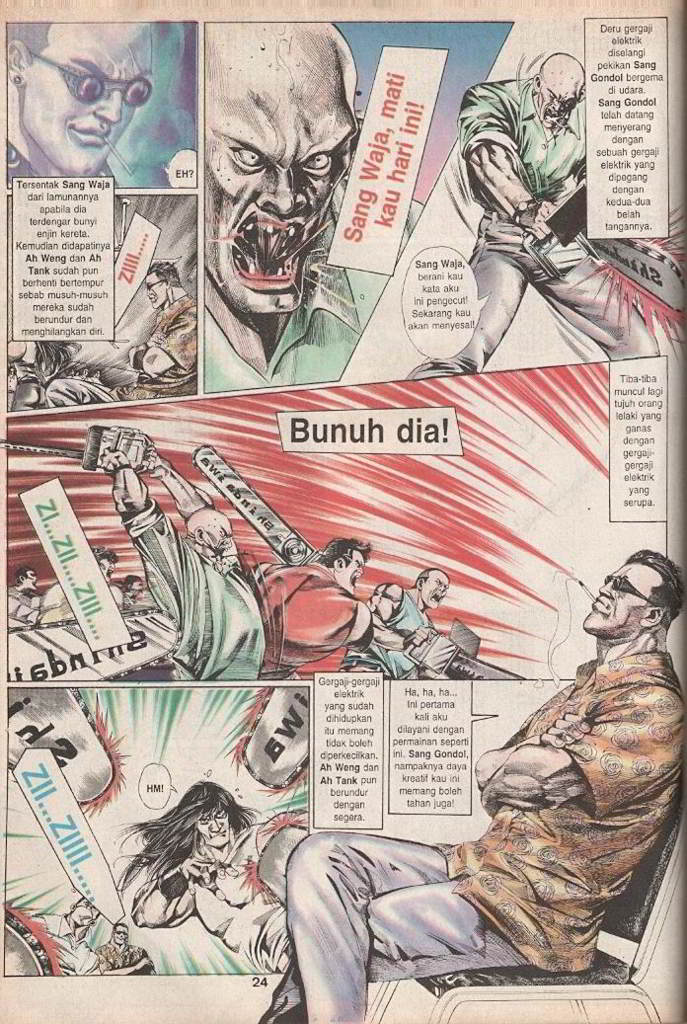 EH?
Tersentak Sang Waja
dari lamunannya
apabila dia
terdengar bunyi
enjin kereta.
Kemudian didapatinya
Ah Weng dan Ah
Tank sudah pun
berhenti bertempur
sebab musuh-musuh
mereka sudah
berundur dan
menghilangkan diri.
ZIIII.....
Sang Waja, mati
kau hari ini!
Deru gergaji
elektrik
diselangi
pekikan Sang
Gondol bergema
di udara.
Sang Gondol
telah datang
menyerang
dengan
sebuah gergaji
elektrik yang
dipegang
dengan
kedua-dua
belah
tangannya.
Sang Waja,
berani kau
kata aku
ini pengecut!
Sekarang kau
akan menyesal!
Bunuh dia!
Tiba-tiba
muncul lagi
tujuh orang
lelaki yang
ganas
dengan
gergaji-
gergaji
elektrik
yang
serupa.
ZI...ZII...ZIII....
Gergaji-gergaji
elektrik
yang sudah
dihidupkan
itu memang
tidak boleh
diperkecilkan.
Ah Weng dan
Ah Tank pun
berundur
dengan
segera.
Ha, ha, ha...
Ini pertama
kali aku
dilayani dengan
permainan seperti
ini. Sang Gondol,
nampaknya daya
kreatif kau ini
memang boleh
tahan juga!
HM!
ZII...ZIIII.....
24